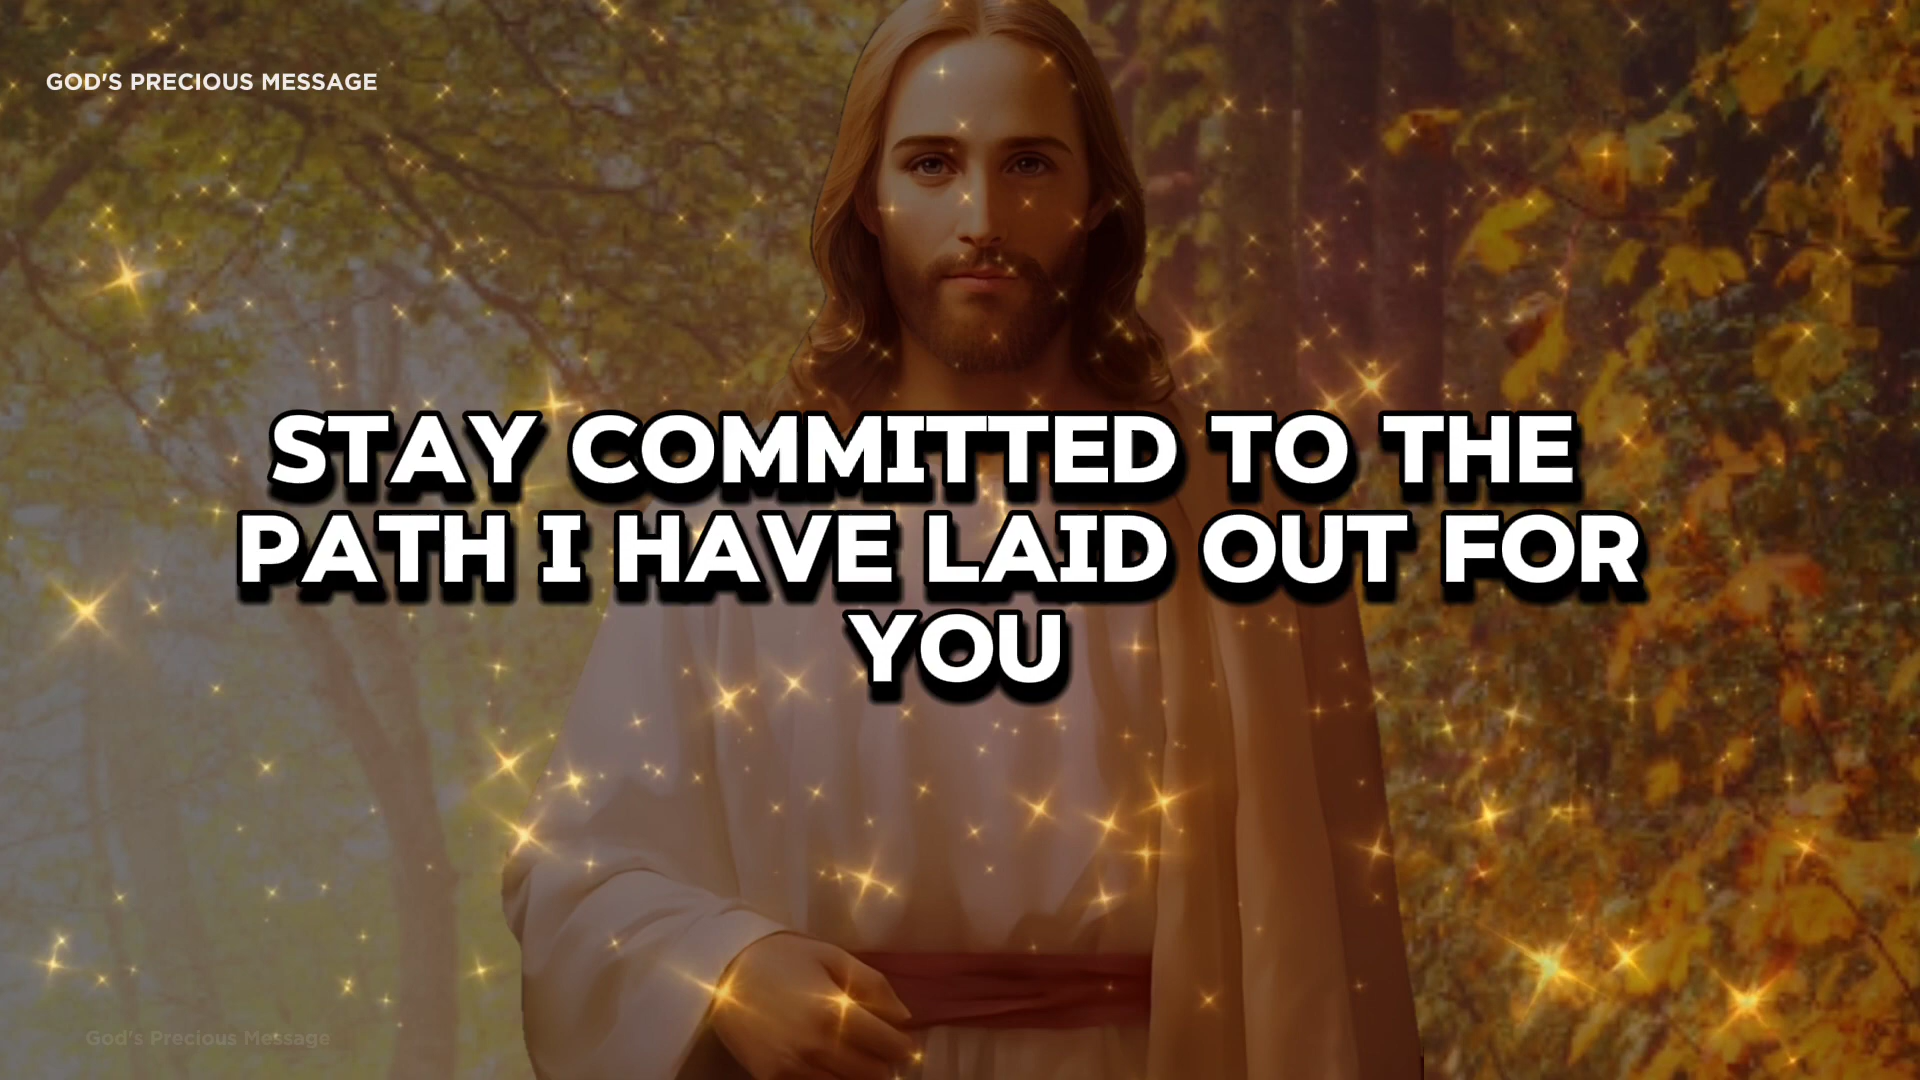 GOD'S PRECIOUS MESSAGE
STAY COMMITTED TO THE
PATH I HAVE LAID OUT FOR
YOU
God's Precious Message